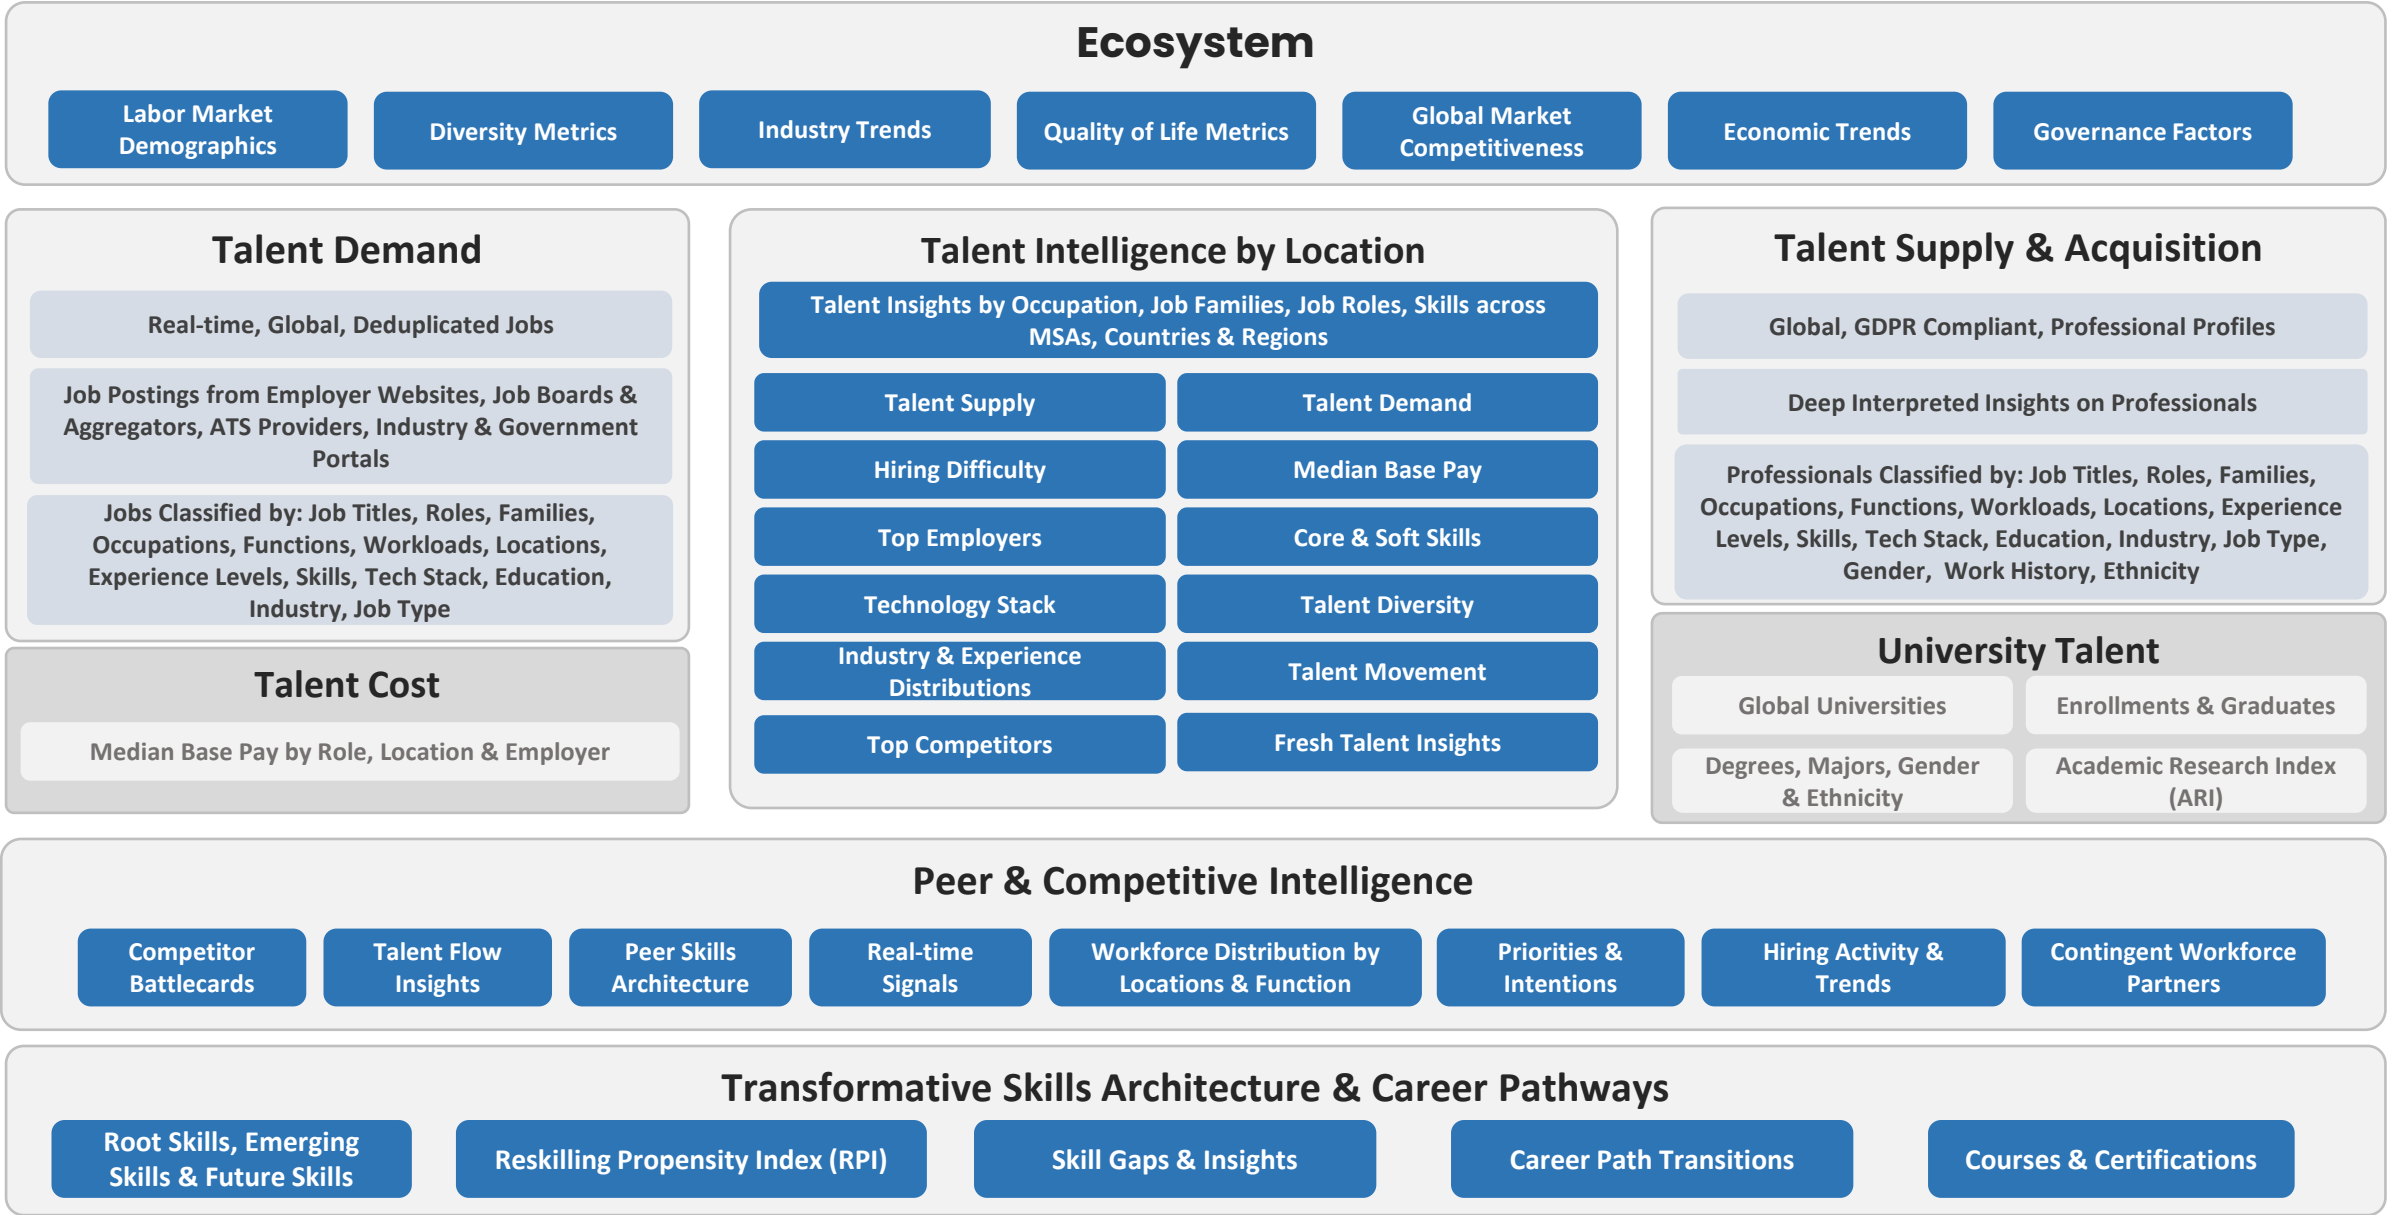 Ecosystem
Labor Market
Demographics
Diversity Metrics
Industry Trends
Quality of Life Metrics
Global Market
Competitiveness
Economic Trends
Governance Factors
Talent Demand
Real-time, Global, Deduplicated Jobs
Job Postings from Employer Websites, Job Boards &
Aggregators, ATS Providers, Industry & Government
Portals
Jobs Classified by: Job Titles, Roles, Families,
Occupations, Functions, Workloads, Locations,
Experience Levels, Skills, Tech Stack, Education,
Industry, Job Type
Talent Cost
Median Base Pay by Role, Location & Employer
Talent Intelligence by Location
Talent Insights by Occupation, Job Families, Job Roles, Skills across
MSAs, Countries & Regions
Talent Supply
Talent Demand
Hiring Difficulty
Median Base Pay
Top Employers
Core & Soft Skills
Technology Stack
Talent Diversity
Industry & Experience
Distributions
Talent Movement
Top Competitors
Fresh Talent Insights
Talent Supply & Acquisition
Global, GDPR Compliant, Professional Profiles
Deep Interpreted Insights on Professionals
Professionals Classified by: Job Titles, Roles, Families,
Occupations, Functions, Workloads, Locations, Experience
Levels, Skills, Tech Stack, Education, Industry, Job Type,
Gender,  Work History, Ethnicity
University Talent
Global Universities
Enrollments & Graduates
Degrees, Majors, Gender
& Ethnicity
Academic Research Index
(ARI)
Peer & Competitive Intelligence
Competitor
Battlecards
Talent Flow
Insights
Peer Skills
Architecture
Real-time
Signals
Workforce Distribution by
Locations & Function
Priorities &
Intentions
Hiring Activity &
Trends
Contingent Workforce
Partners
Transformative Skills Architecture & Career Pathways
Root Skills, Emerging
Skills & Future Skills
Reskilling Propensity Index (RPI)
Skill Gaps & Insights
Career Path Transitions
Courses & Certifications